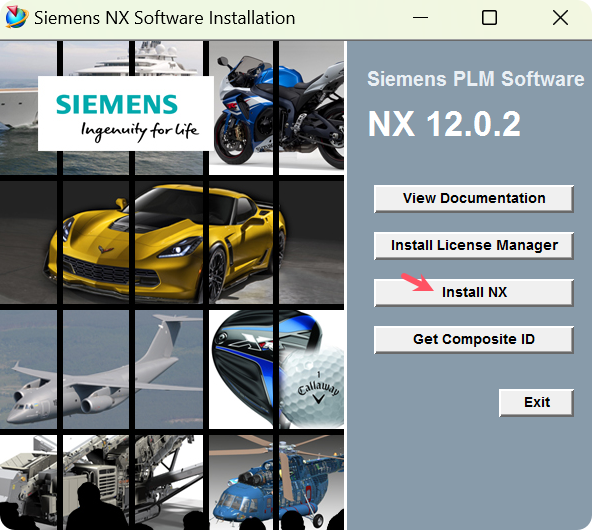 Siemens NX Software Installation
SIEMENS
Ingenuity for life
Siemens PLM Software
NX 12.0.2
View Documentation
Install License Manager
Install NX
Get Composite ID
Exit
1
Callaway